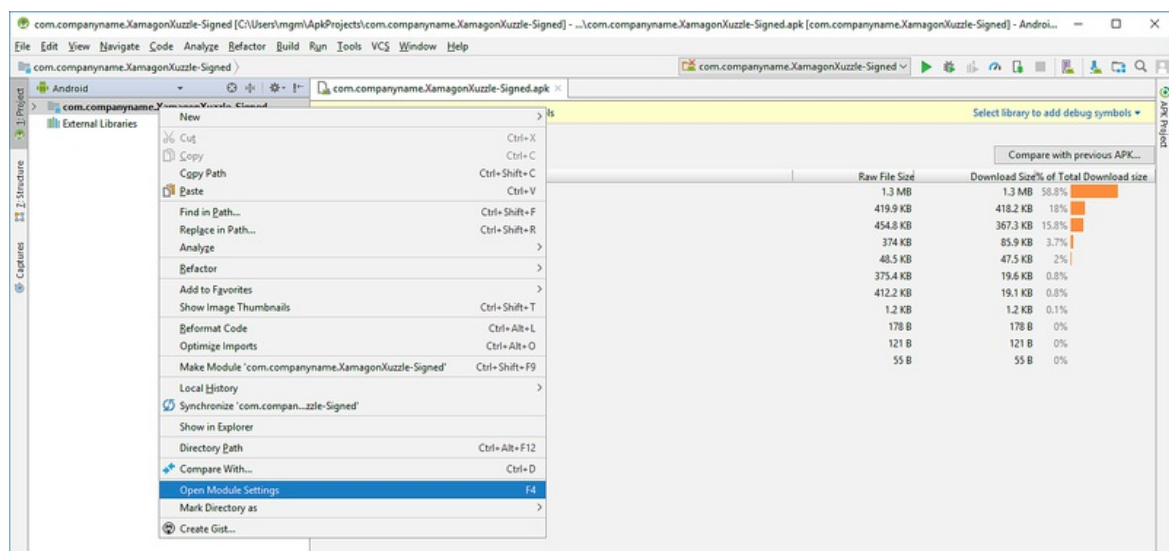 com.companyname.XamagonXuzzle-Signed [C:\Users\mgm\ApkProjects\com.companyname.XamagonXuzzle-Signed] - ...\com.companyname.XamagonXuzzle-Signed.apk [com.companyname.XamagonXuzzle-Signed] - Androi...
File Edit View Navigate Code Analyze Refactor Build Run Tools VCS Window Help
com.companyname.XamagonXuzzle-Signed
com.companyname.XamagonXuzzle-Signed
1: Project
Z: Structure
Captures
Android
com.companyname.XamagonXuzzle-Signed
External Libraries
com.companyname.XamagonXuzzle-Signed.apk
ls
Select library to add debug symbols
APK Project
Compare with previous APK...
New
Cut Ctrl+X
Copy Ctrl+C
Copy Path Ctrl+Shift+C
Paste Ctrl+V
Find in Path... Ctrl+Shift+F
Replace in Path... Ctrl+Shift+R
Analyze
Refactor
Add to Favorites
Show Image Thumbnails Ctrl+Shift+T
Reformat Code Ctrl+Alt+L
Optimize Imports Ctrl+Alt+O
Make Module 'com.companyname.XamagonXuzzle-Signed' Ctrl+Shift+F9
Local History
Synchronize 'com.compan...zzle-Signed'
Show in Explorer
Directory Path Ctrl+Alt+F12
Compare With... Ctrl+D
Open Module Settings F4
Mark Directory as
Create Gist...
Raw File Size Download Size % of Total Download size
1.3 MB 1.3 MB 58.8%
419.9 KB 418.2 KB 18%
454.8 KB 367.3 KB 15.8%
374 KB 85.9 KB 3.7%
48.5 KB 47.5 KB 2%
375.4 KB 19.6 KB 0.8%
412.2 KB 19.1 KB 0.8%
1.2 KB 1.2 KB 0.1%
178 B 178 B 0%
121 B 121 B 0%
55 B 55 B 0%